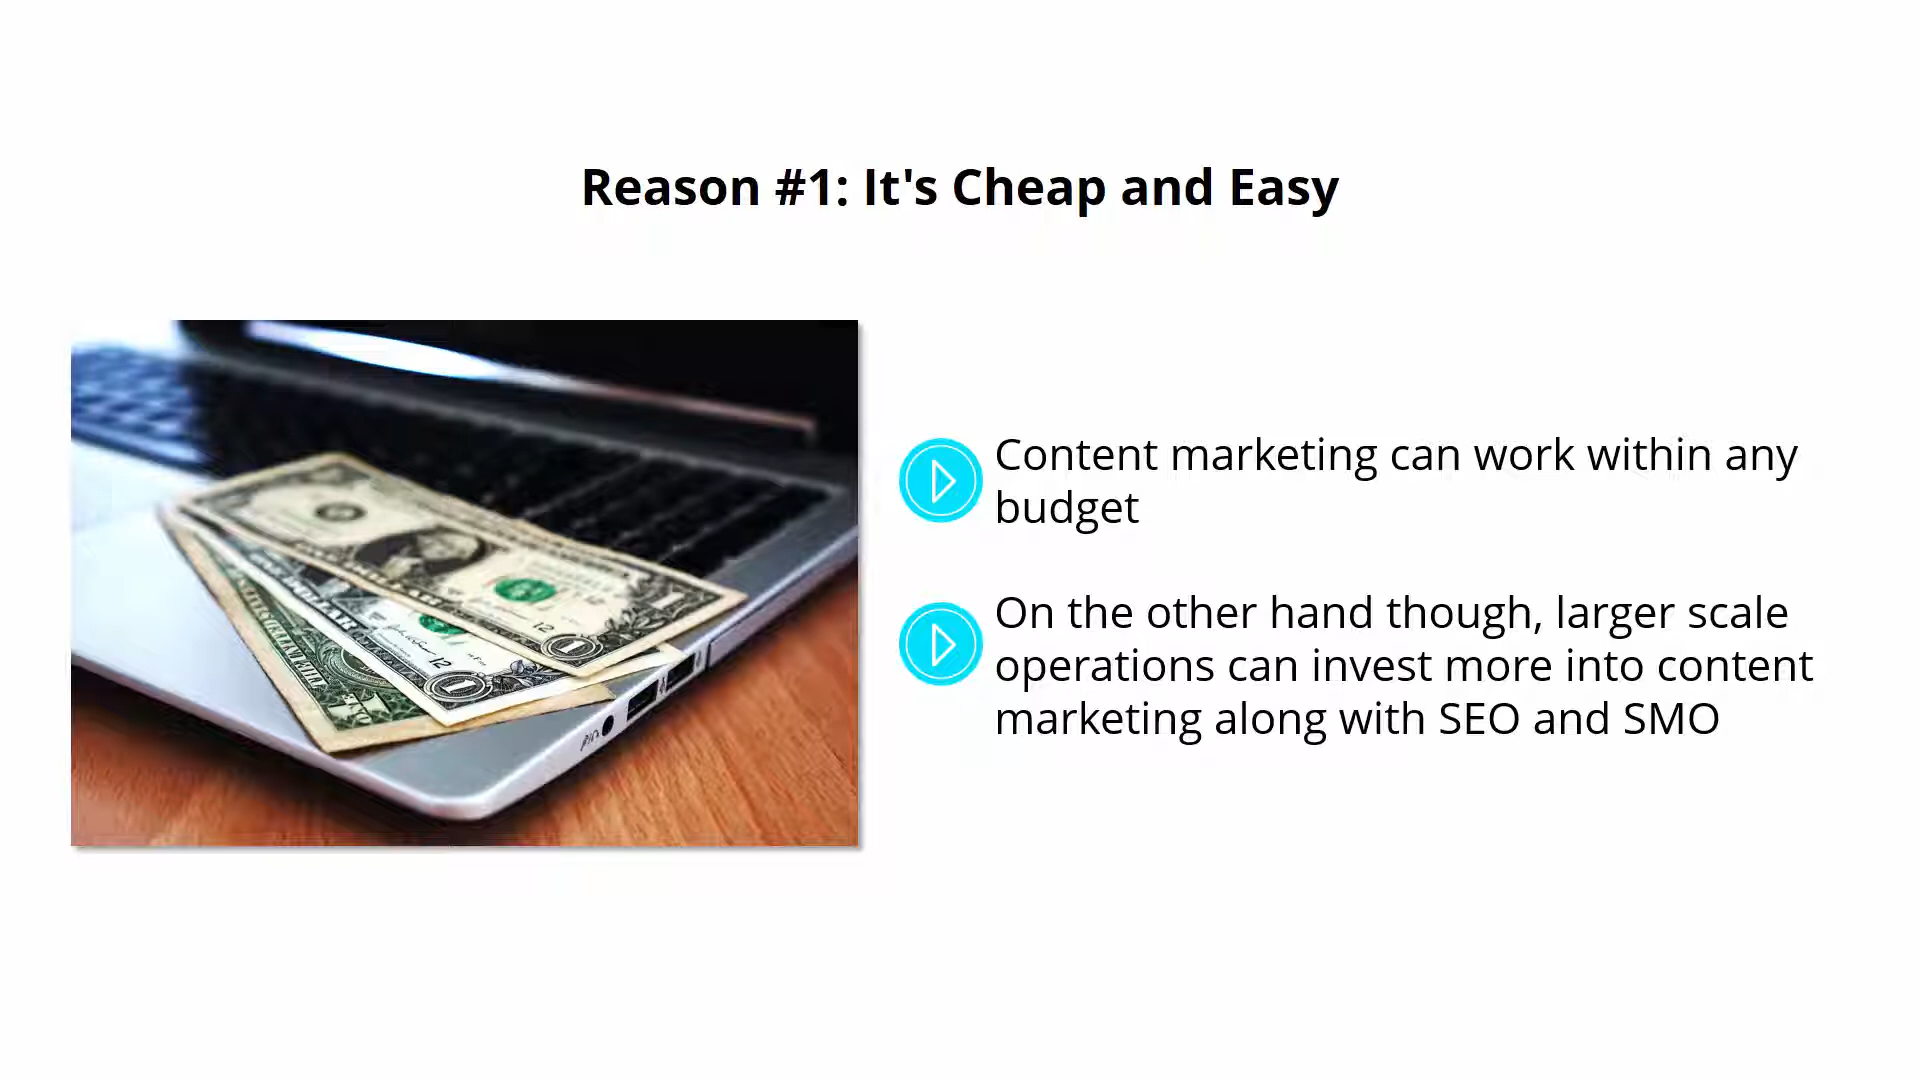 Reason #1: It's Cheap and Easy
Content marketing can work within any
budget
On the other hand though, larger scale
operations can invest more into content
marketing along with SEO and SMO